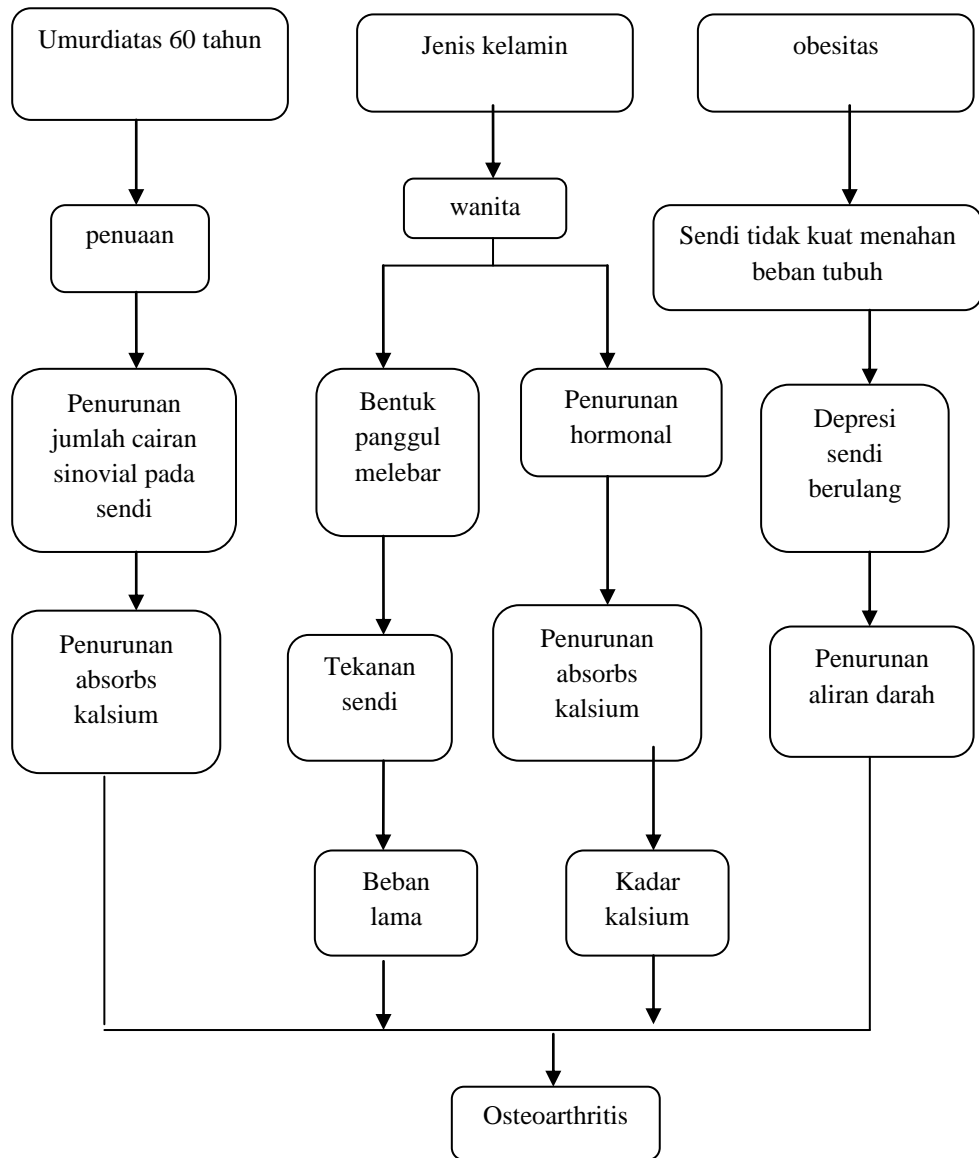 Umurdiatas 60 tahun
Jenis kelamin
obesitas
wanita
penuaan
Sendi tidak kuat menahan
beban tubuh
Penurunan
jumlah cairan
sinovial pada
sendi
Bentuk
panggul
melebar
Penurunan
hormonal
Depresi
sendi
berulang
Penurunan
absorbs
kalsium
Tekanan
sendi
Penurunan
absorbs
kalsium
Penurunan
aliran darah
Beban
lama
Kadar
kalsium
Osteoarthritis